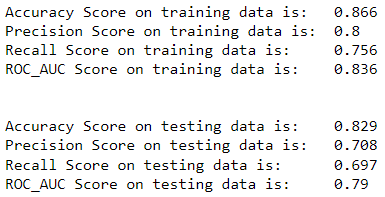 Accuracy Score on training data is: 0.866
Precision Score on training data is: 0.8
Recall Score on training data is: 0.756
ROC_AUC Score on training data is: 0.836
Accuracy Score on testing data is: 0.829
Precision Score on testing data is: 0.708
Recall Score on testing data is: 0.697
ROC_AUC Score on testing data is: 0.79